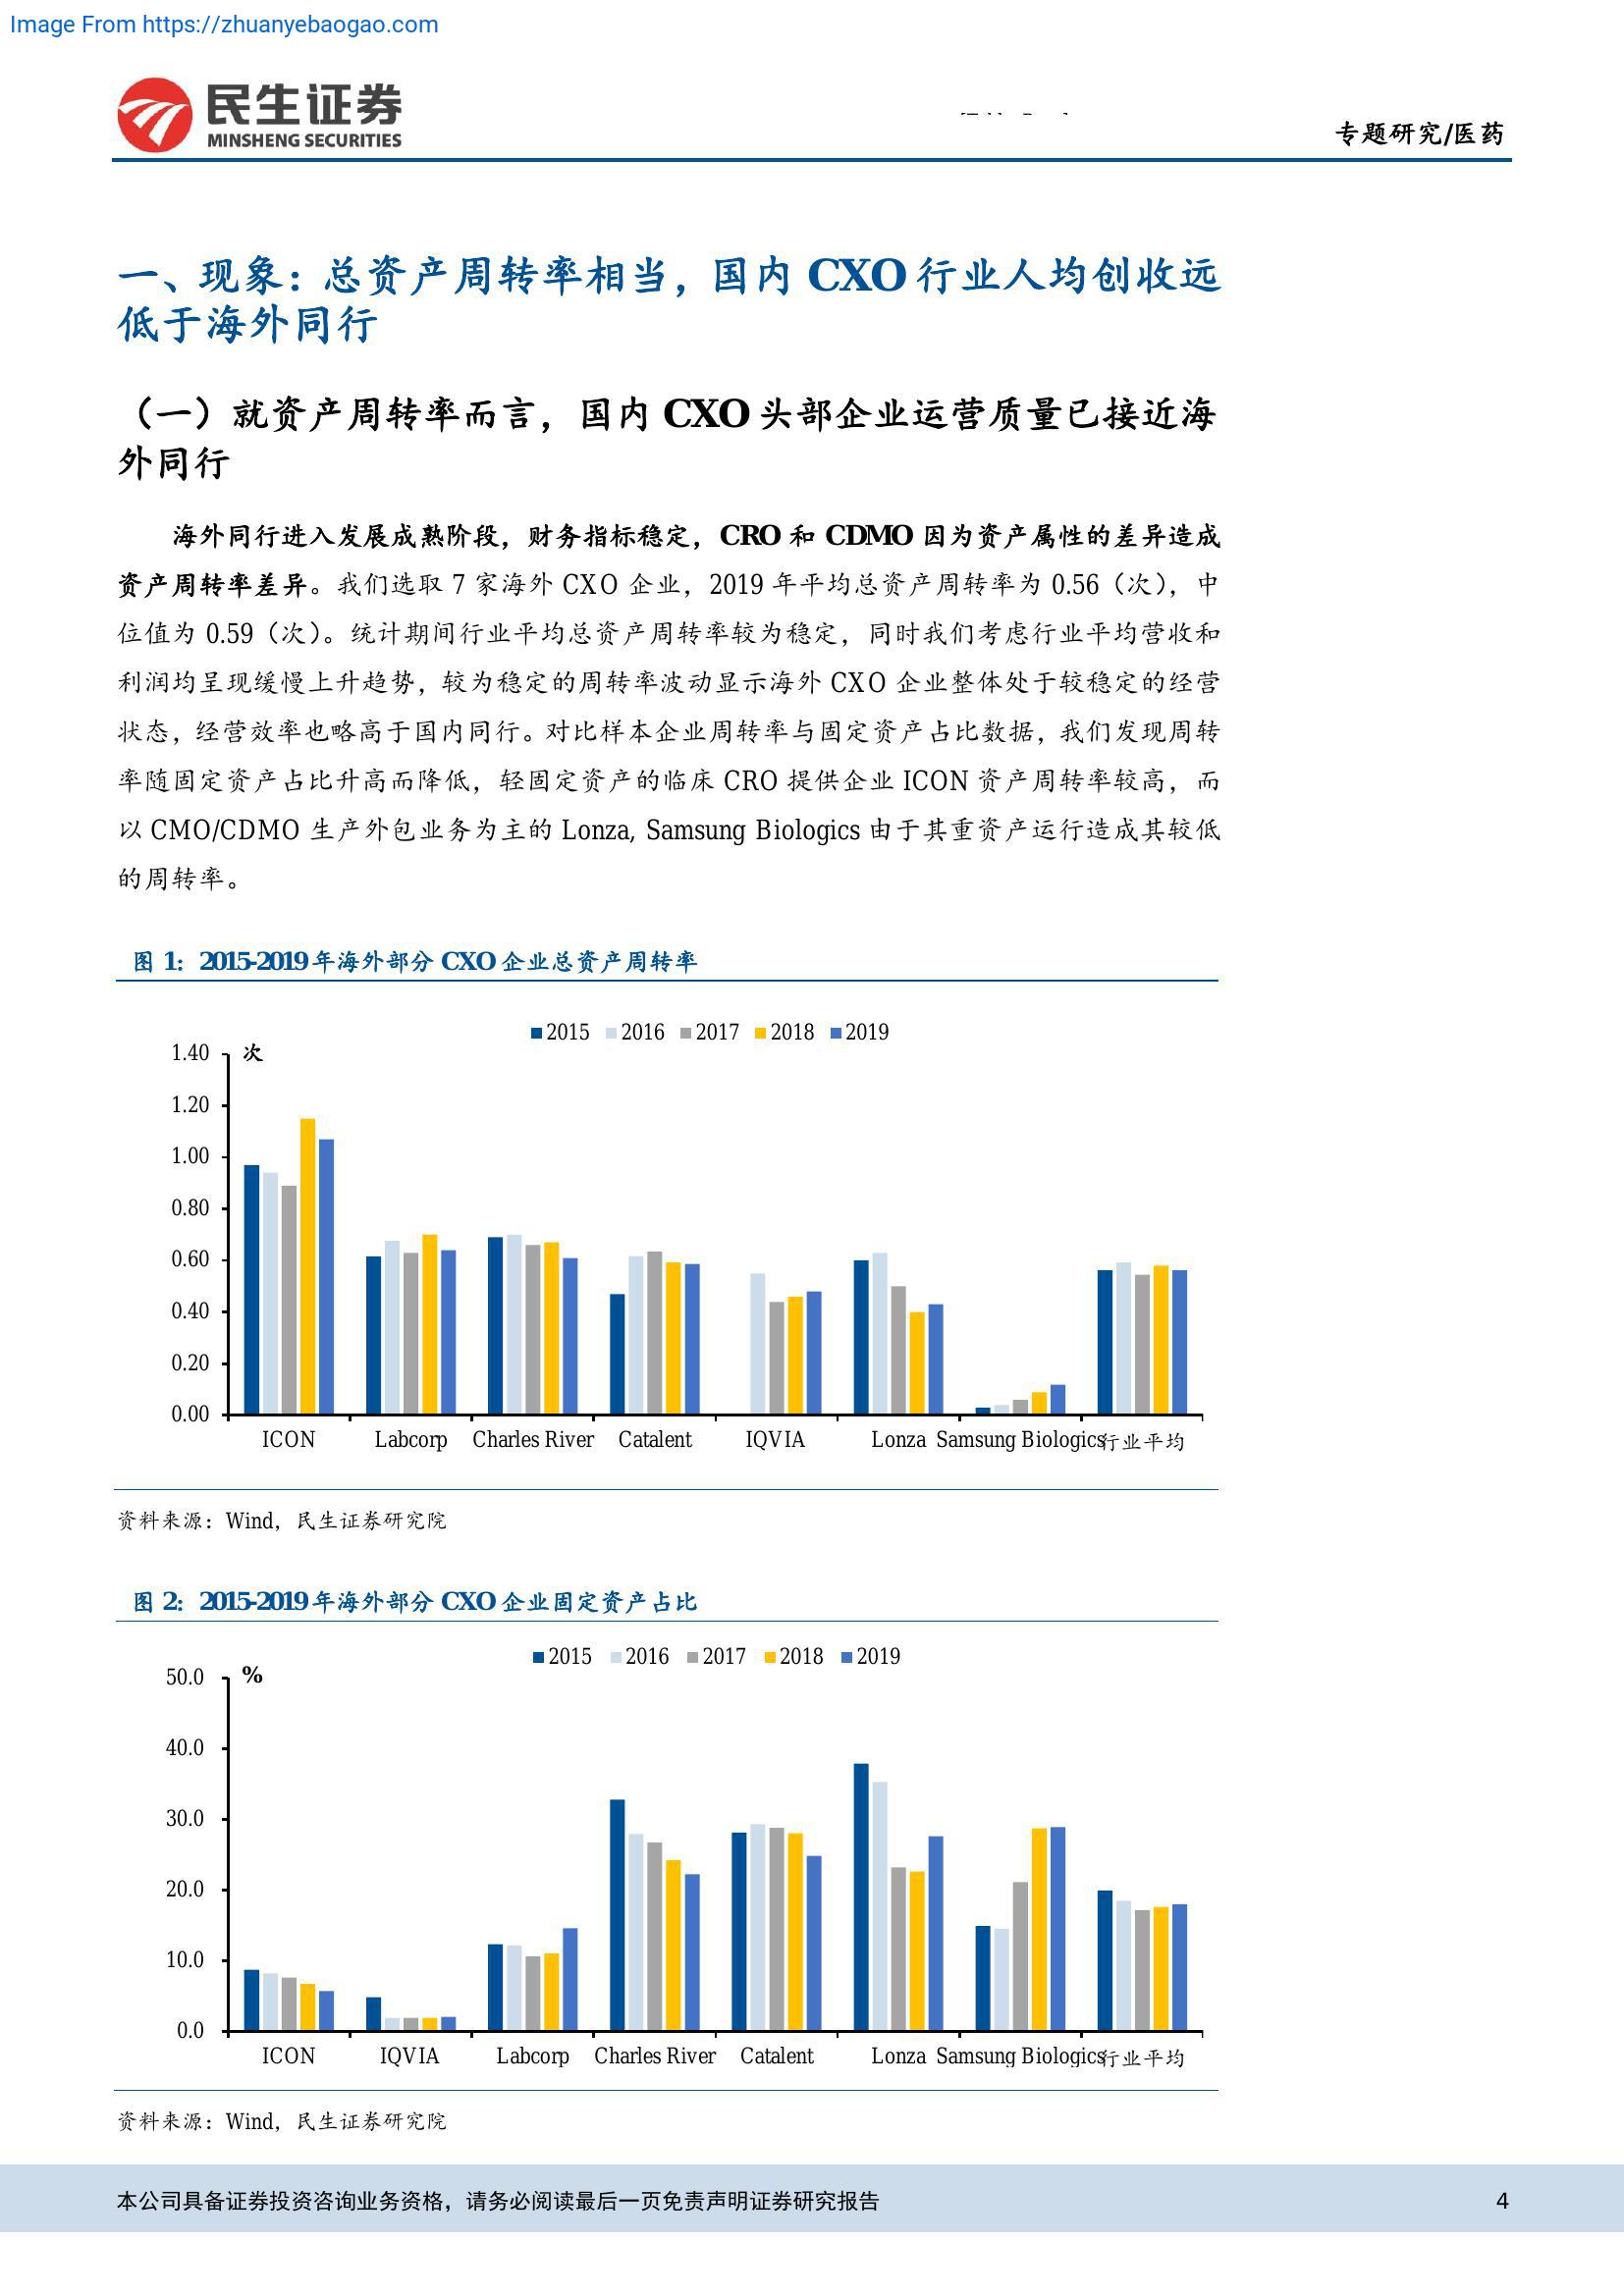 Image From https://zhuanyebaogao.com
民生证券
MINSHENG SECURITIES
专题研究/医药
一、现象：总资产周转率相当，国内 CXO 行业人均创收远
低于海外同行
（一）就资产周转率而言，国内 CXO 头部企业运营质量已接近海
外同行
海外同行进入发展成熟阶段，财务指标稳定，CRO 和 CDMO 因为资产属性的差异造成
资产周转率差异。我们选取 7 家海外 CXO 企业，2019 年平均总资产周转率为 0.56（次），中
位值为 0.59（次）。统计期间行业平均总资产周转率较为稳定，同时我们考虑行业平均营收和
利润均呈现缓慢上升趋势，较为稳定的周转率波动显示海外 CXO 企业整体处于较稳定的经营
状态，经营效率也略高于国内同行。对比样本企业周转率与固定资产占比数据，我们发现周转
率随固定资产占比升高而降低，轻固定资产的临床 CRO 提供企业 ICON 资产周转率较高，而
以 CMO/CDMO 生产外包业务为主的 Lonza, Samsung Biologics 由于其重资产运行造成其较低
的周转率。
图 1：2015-2019 年海外部分 CXO 企业总资产周转率
2015 2016 2017 2018 2019
次
1.40
1.20
1.00
0.80
0.60
0.40
0.20
0.00
ICON Labcorp Charles River Catalent IQVIA Lonza Samsung Biologics 行业平均
资料来源：Wind，民生证券研究院
图 2：2015-2019 年海外部分 CXO 企业固定资产占比
2015 2016 2017 2018 2019
%
50.0
40.0
30.0
20.0
10.0
0.0
ICON IQVIA Labcorp Charles River Catalent Lonza Samsung Biologics 行业平均
资料来源：Wind，民生证券研究院
本公司具备证券投资咨询业务资格，请务必阅读最后一页免责声明证券研究报告 4